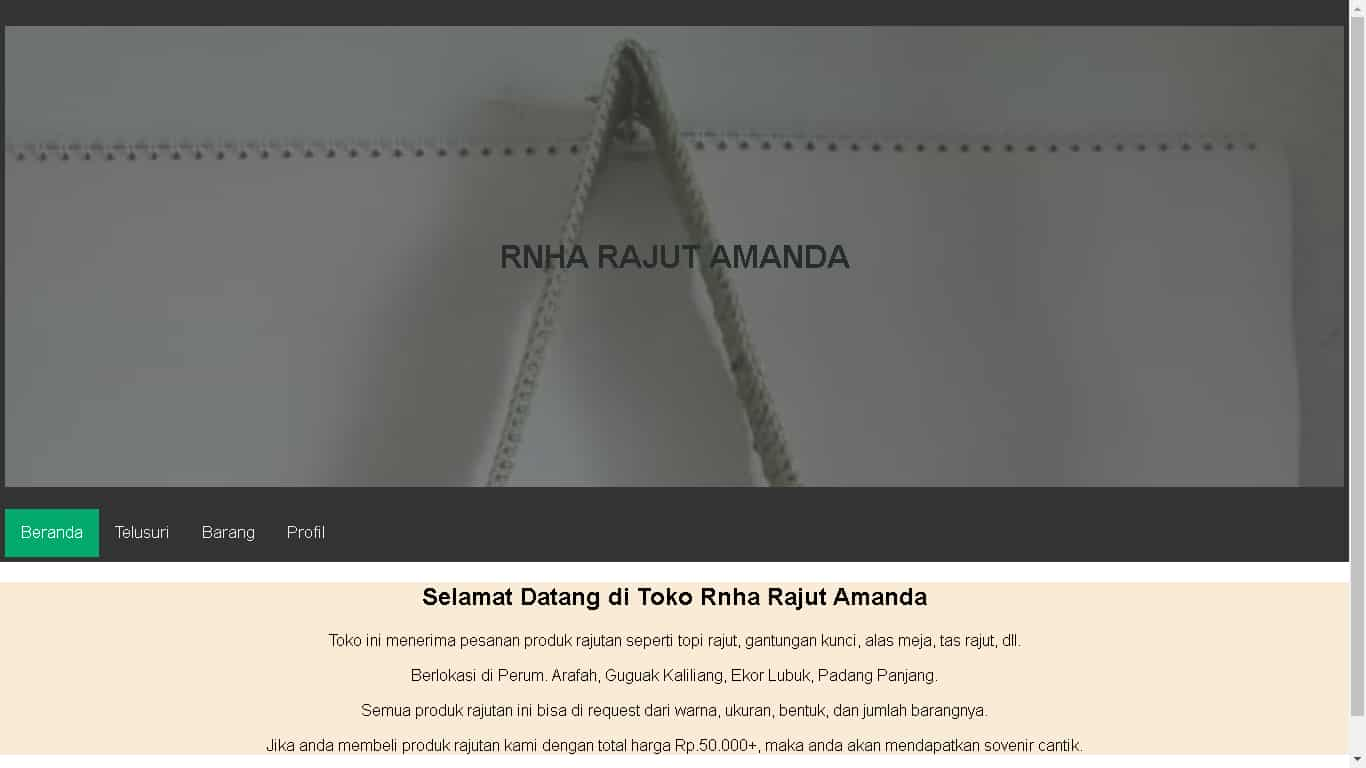 RNHA RAJUT AMANDA
Beranda Telusuri Barang Profil
Selamat Datang di Toko Rnha Rajut Amanda
Toko ini menerima pesanan produk rajutan seperti topi rajut, gantungan kunci, alas meja, tas rajut, dll.
Berlokasi di Perum. Arafah, Guguak Kaliliang, Ekor Lubuk, Padang Panjang.
Semua produk rajutan ini bisa di request dari warna, ukuran, bentuk, dan jumlah barangnya.
Jika anda membeli produk rajutan kami dengan total harga Rp.50.000+, maka anda akan mendapatkan sovenir cantik.